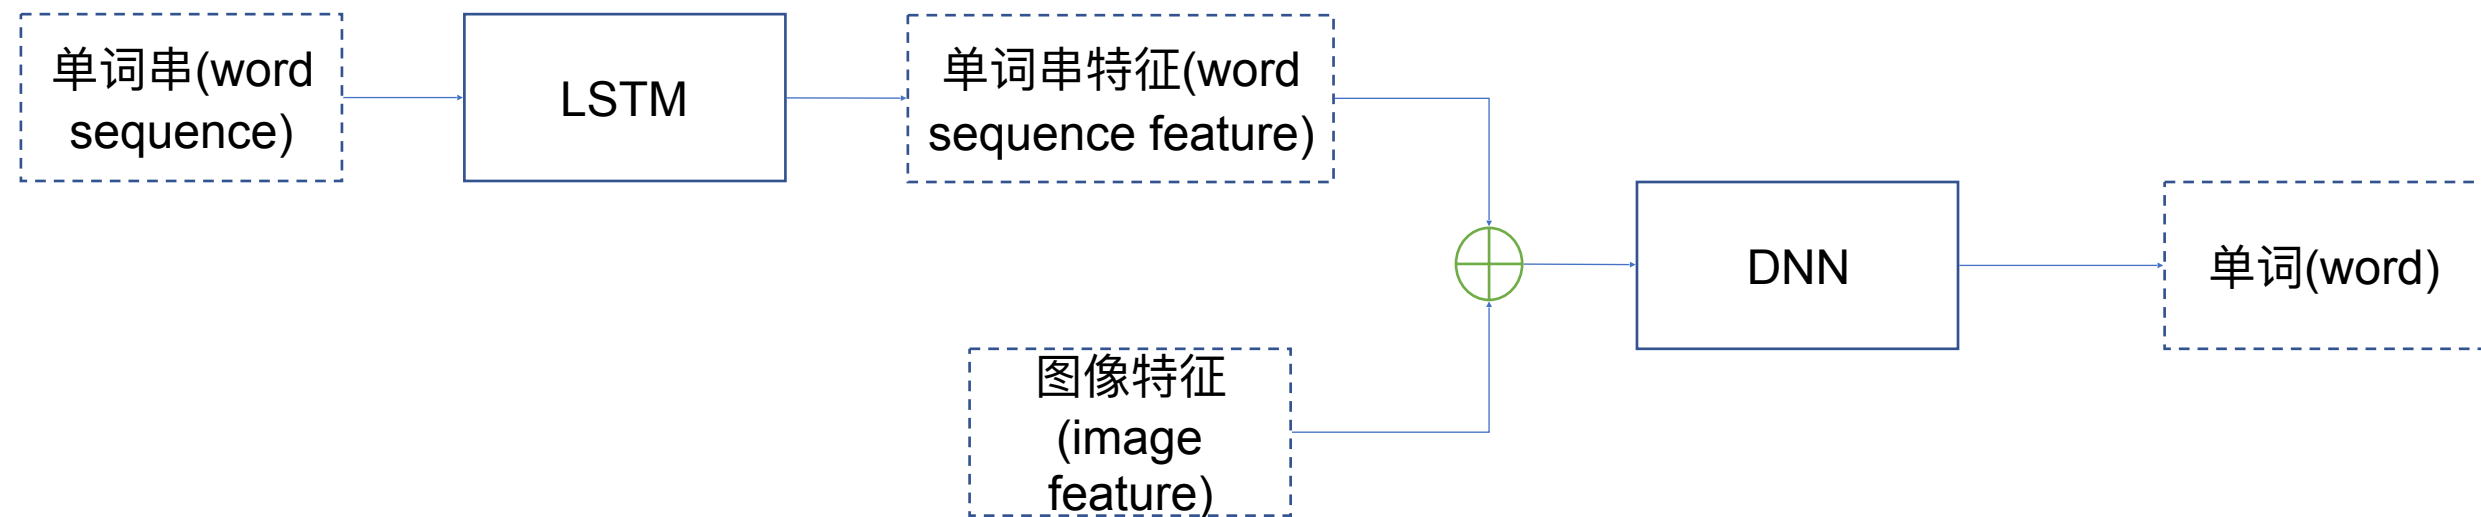 单词串(word
sequence)
LSTM
单词串特征(word
sequence feature)
图像特征
(image
feature)
DNN
单词(word)